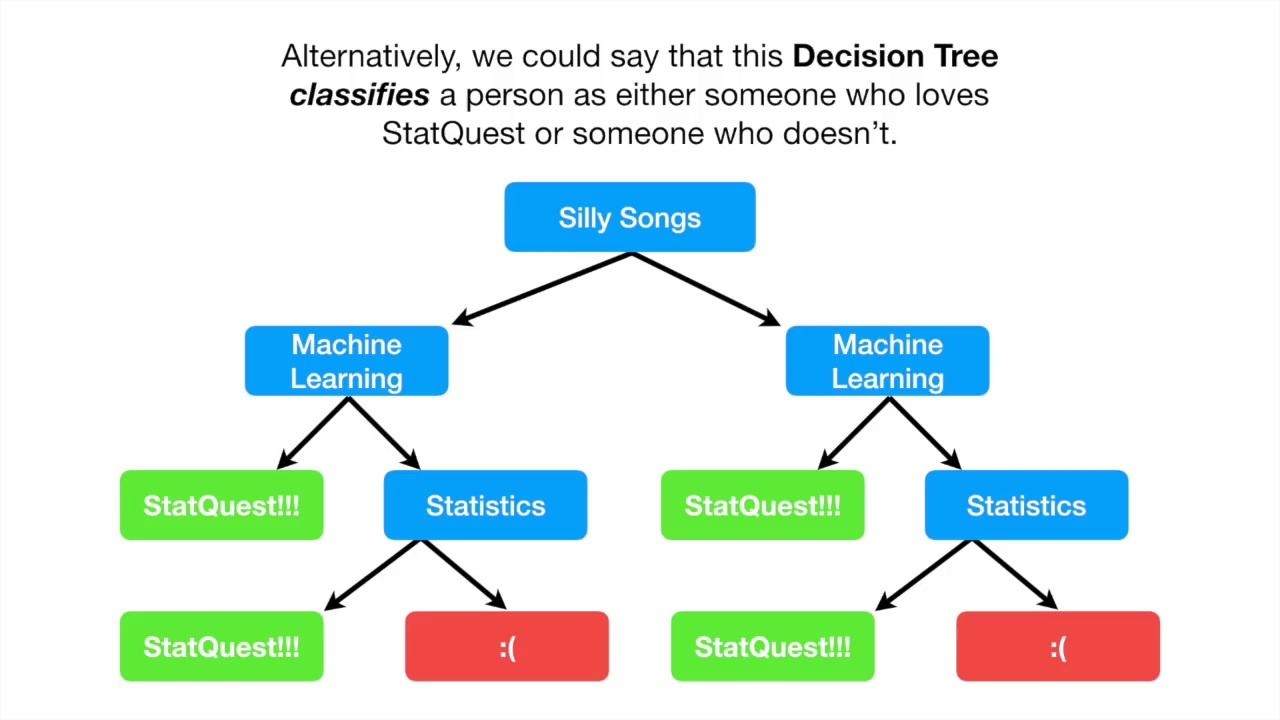 Alternatively, we could say that this Decision Tree
classifies a person as either someone who loves
StatQuest or someone who doesn’t.
Silly Songs
Machine
Learning
Machine
Learning
StatQuest!!!
Statistics
StatQuest!!!
Statistics
StatQuest!!!
:(
StatQuest!!!
:(